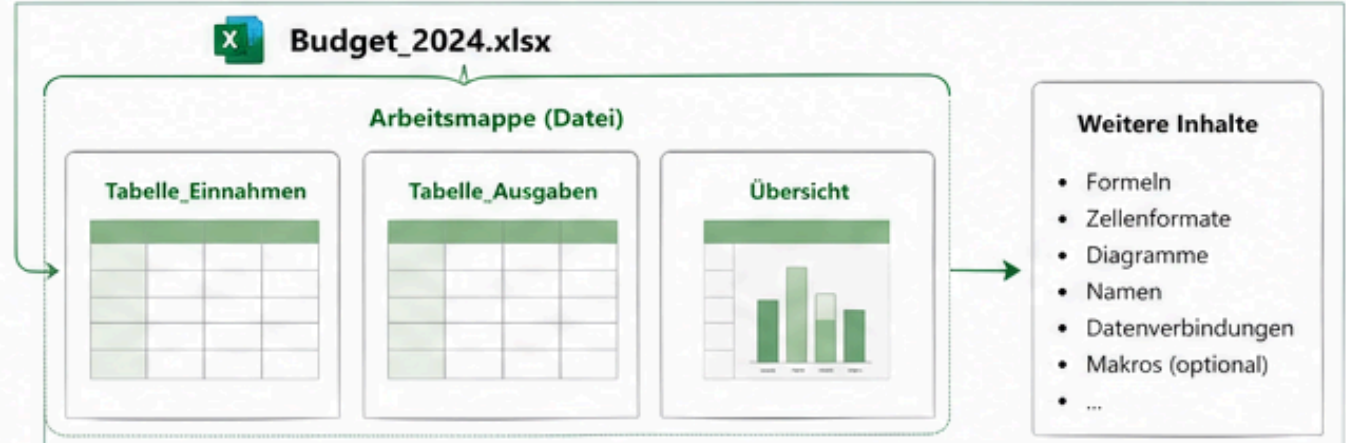 X
Budget_2024.xlsx
Arbeitsmappe (Datei)
Tabelle_Einnahmen
Tabelle_Ausgaben
Übersicht
Weitere Inhalte
• Formeln
• Zellenformate
• Diagramme
• Namen
• Datenverbindungen
• Makros (optional)
• ...